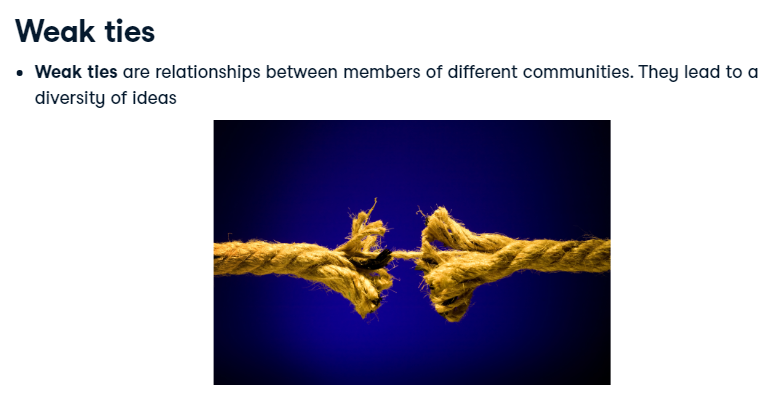 Weak ties
• Weak ties are relationships between members of different communities. They lead to a
diversity of ideas